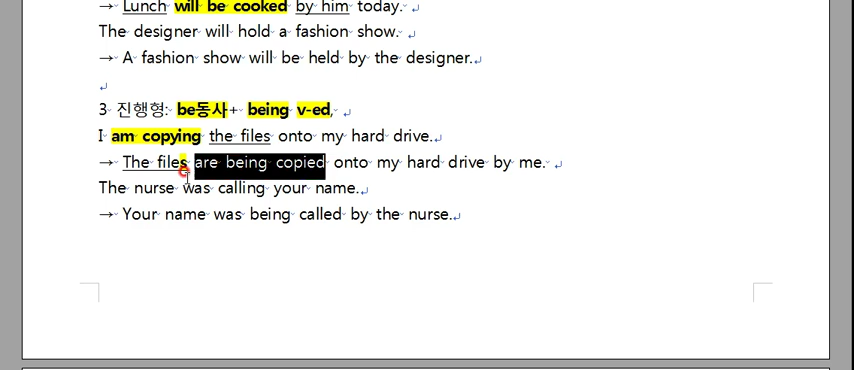 → Lunch will be cooked by him today.
The designer will hold a fashion show.
→ A fashion show will be held by the designer.
3 진행형: be동사+ being v-ed,
I am copying the files onto my hard drive.
→ The files are being copied onto my hard drive by me.
The nurse was calling your name.
→ Your name was being called by the nurse.